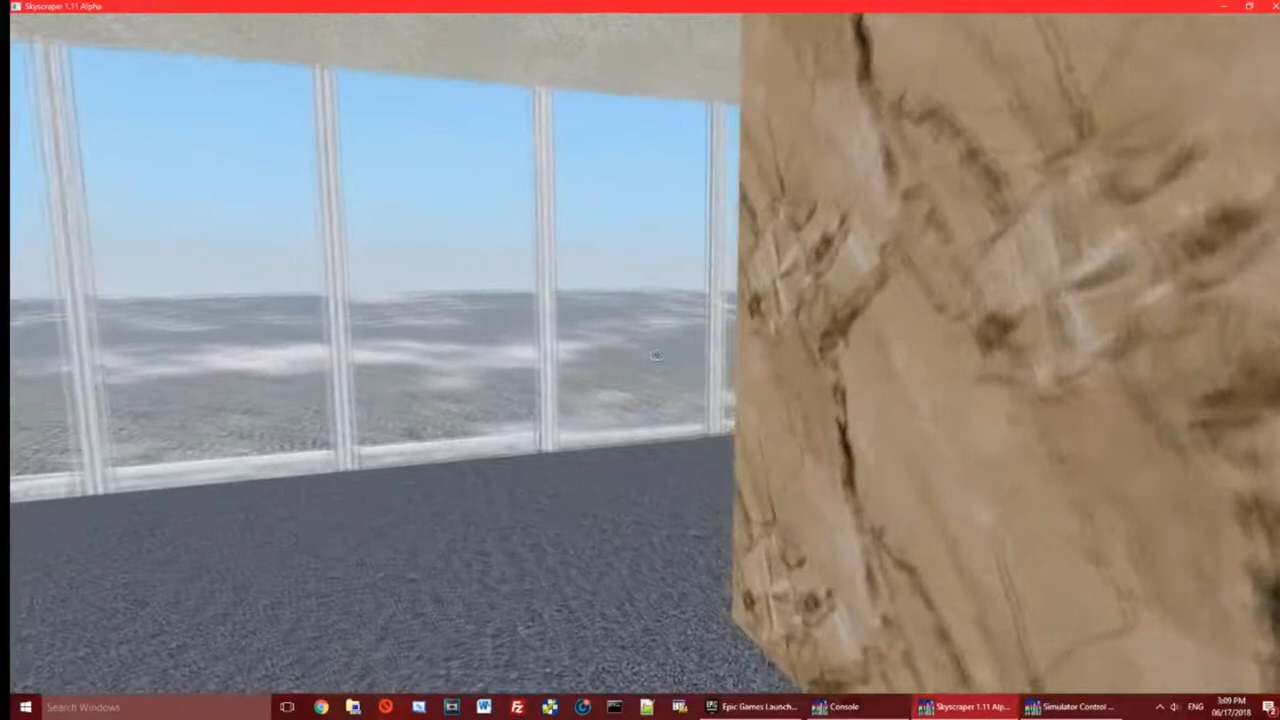 Skyscraper 1.11 Alpha
Search Windows
Epic Games Launch...
Console
Skyscraper 1.11 Alp...
Simulator Control ...
ENG
3:09 PM
06/17/2018